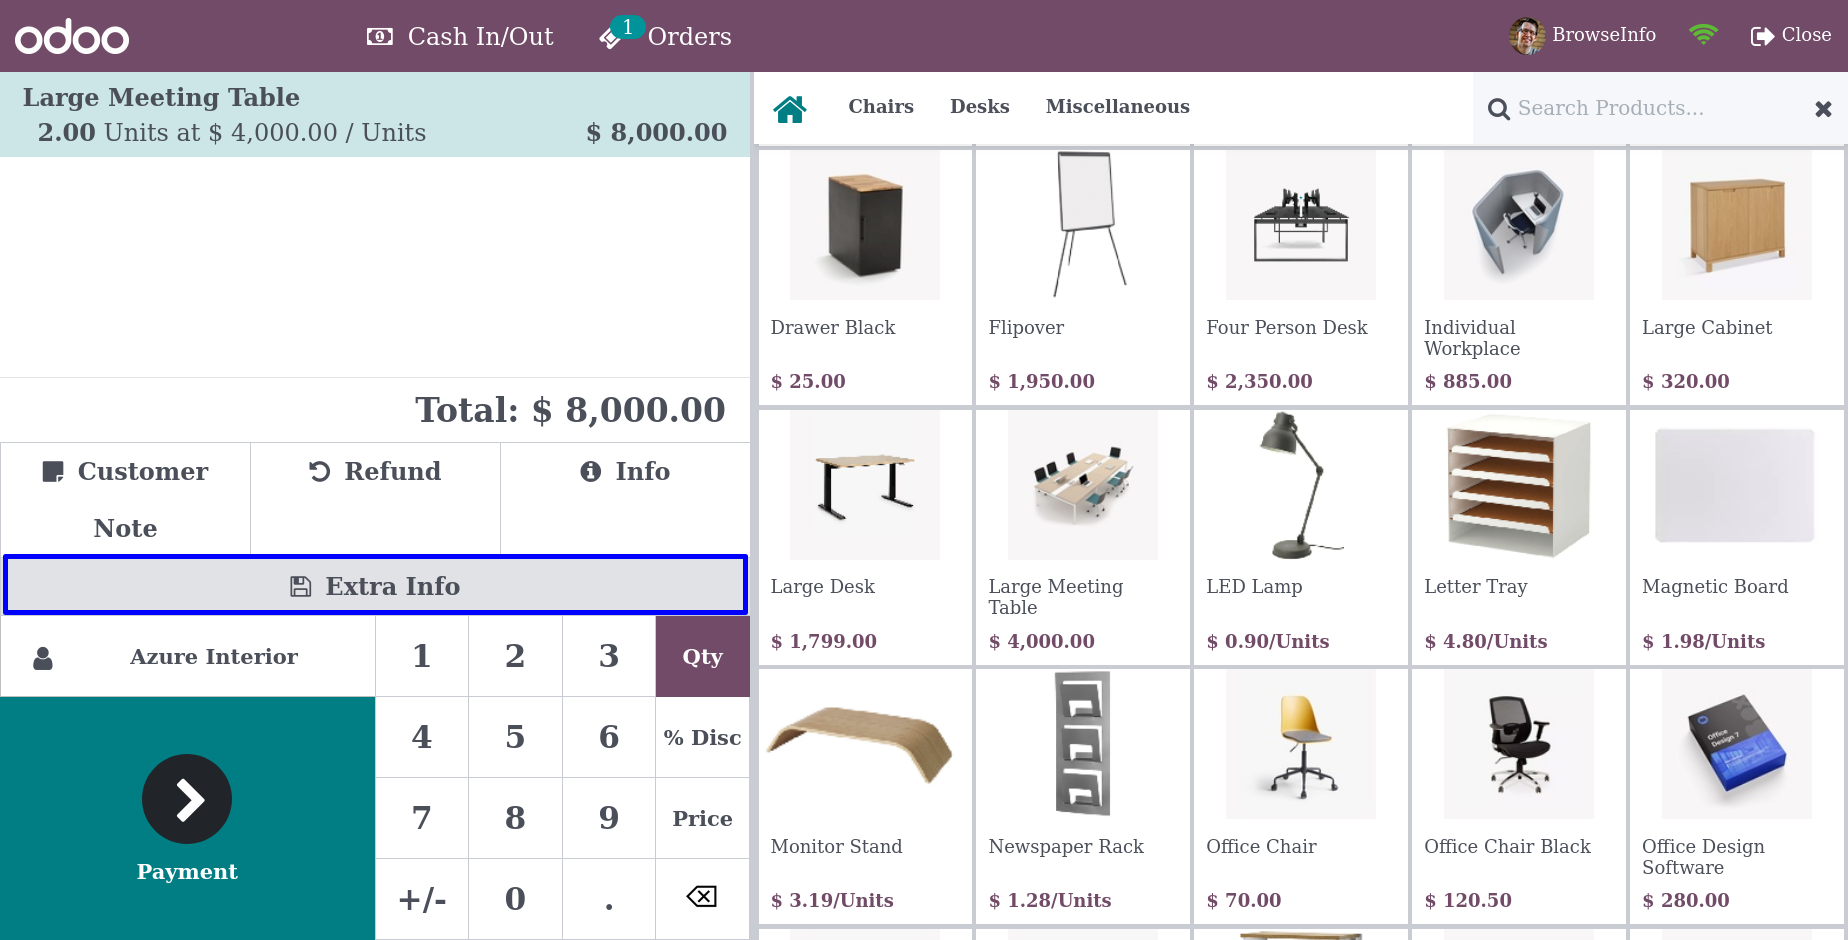 odoo
Cash In/Out
1
Orders
BrowseInfo
Close
Large Meeting Table
2.00 Units at $ 4,000.00 / Units
$ 8,000.00
Total: $ 8,000.00
Customer
Note
Refund
Info
Extra Info
Azure Interior
1 2 3 Qty
4 5 6 % Disc
7 8 9 Price
+/- 0 .
Payment
Chairs
Desks
Miscellaneous
Search Products...
Drawer Black
$ 25.00
Flipover
$ 1,950.00
Four Person Desk
$ 2,350.00
Individual
Workplace
$ 885.00
Large Cabinet
$ 320.00
Large Desk
$ 1,799.00
Large Meeting
Table
$ 4,000.00
LED Lamp
$ 0.90/Units
Letter Tray
$ 4.80/Units
Magnetic Board
$ 1.98/Units
Monitor Stand
$ 3.19/Units
Newspaper Rack
$ 1.28/Units
Office Chair
$ 70.00
Office Chair Black
$ 120.50
Office
Design 7
Office Design
Software
$ 280.00